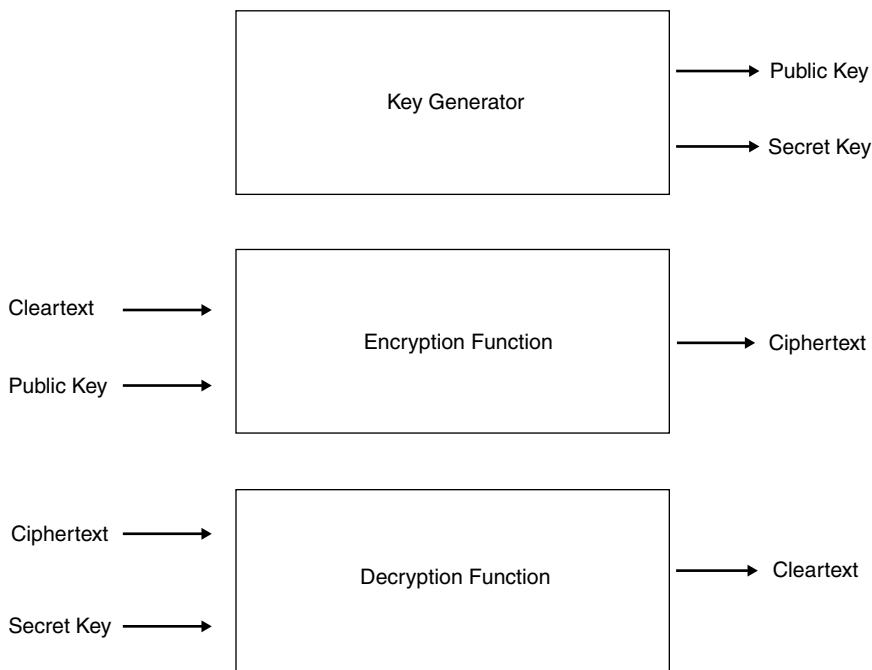 Key Generator
Public Key
Secret Key
Cleartext
Public Key
Encryption Function
Ciphertext
Ciphertext
Secret Key
Decryption Function
Cleartext